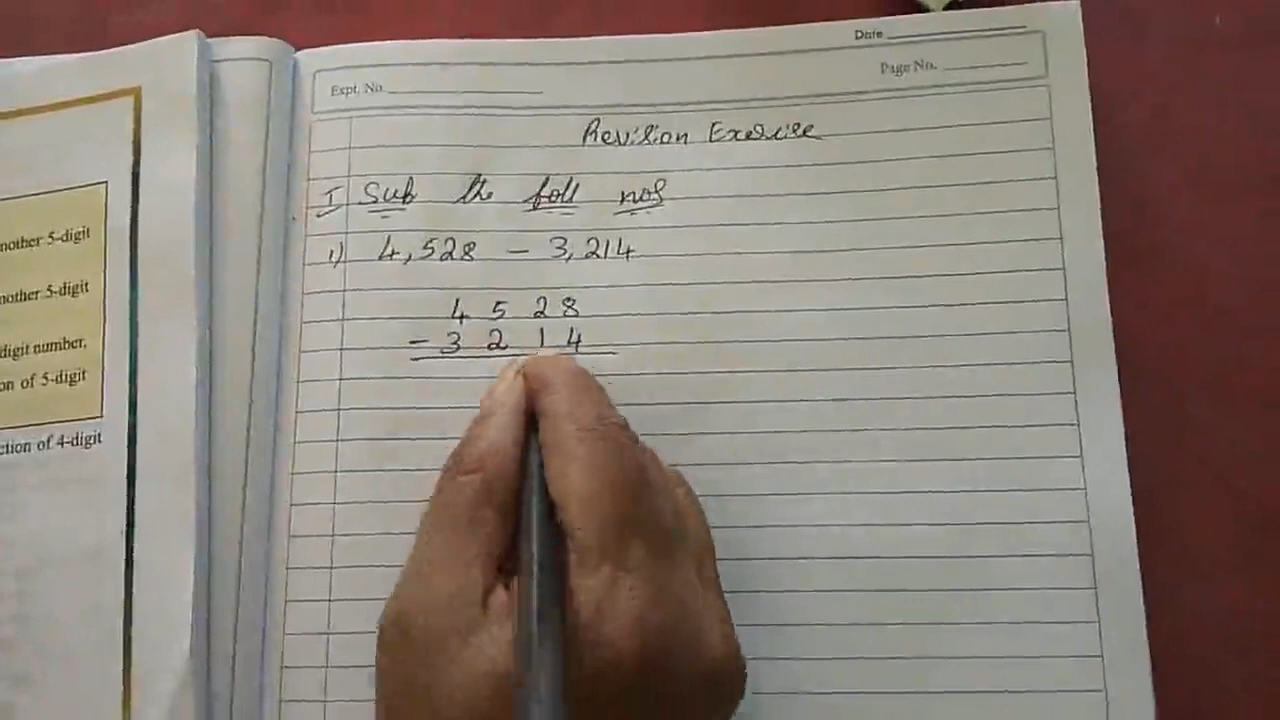 nother 5-digit
nother 5-digit
digit number,
on of 5-digit
ction of 4-digit
Date
Expt. No.
Page No.
Revision Exercise
I Sub the foll nos
1) 4,528 - 3,214
4 5 2 8
- 3 2 1 4